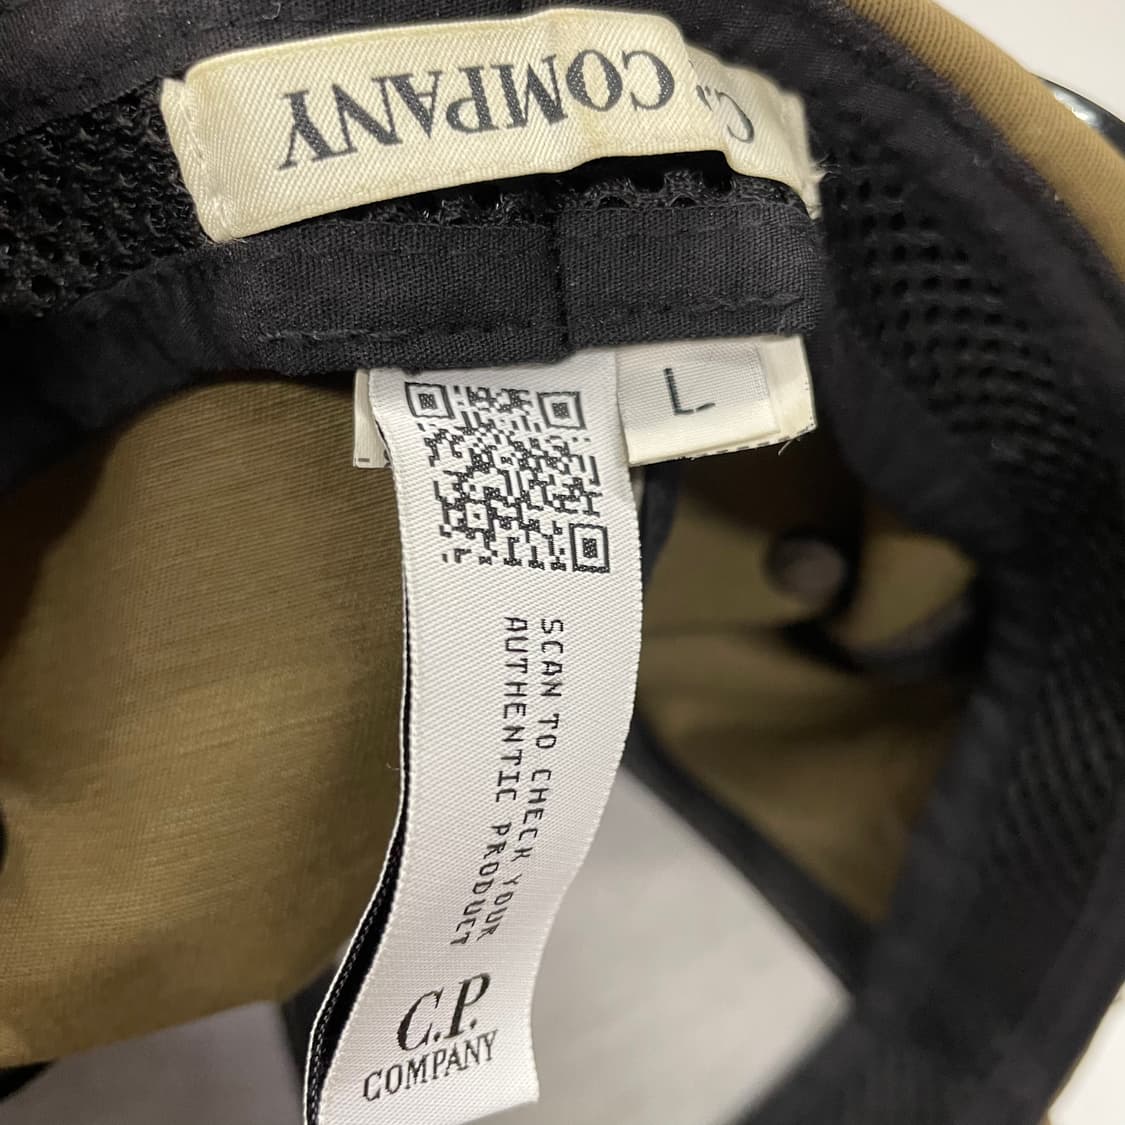 C.P. COMPANY
L
SCAN TO CHECK YOUR
AUTHENTIC PRODUCT
C.P.
COMPANY